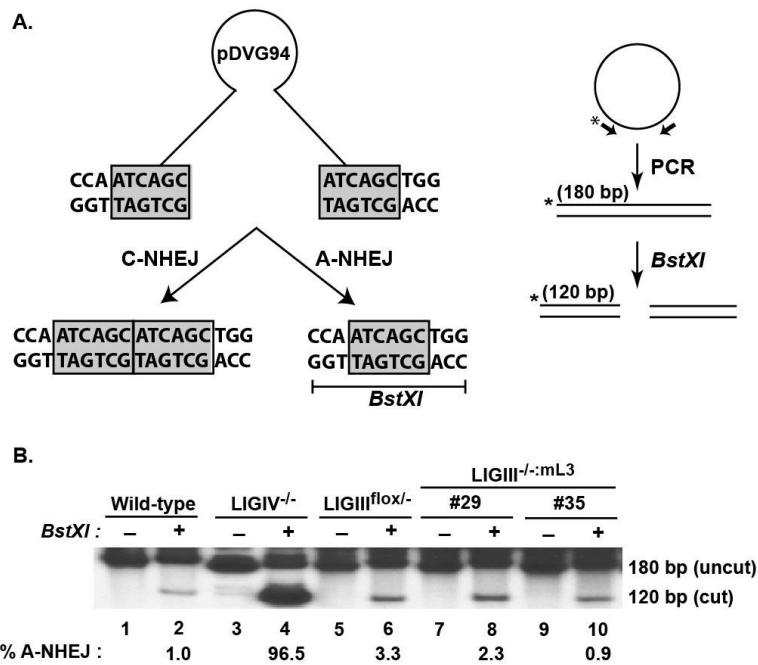 A.
pDVG94
CCA ATCAGC ATCAGC TGG
GGT TAGTCG TAGTCG ACC
C-NHEJ A-NHEJ
CCA ATCAGC ATCAGC TGG CCA ATCAGC TGG
GGT TAGTCG TAGTCG ACC GGT TAGTCG ACC
BstXI
*
PCR
* (180 bp)
BstXI
* (120 bp)
B.
LIGIII-/-:mL3
Wild-type LIGIV-/- LIGIIIflox/- #29 #35
BstXI : – + – + – + – + – +
180 bp (uncut)
120 bp (cut)
1 2 3 4 5 6 7 8 9 10
% A-NHEJ : 1.0 96.5 3.3 2.3 0.9